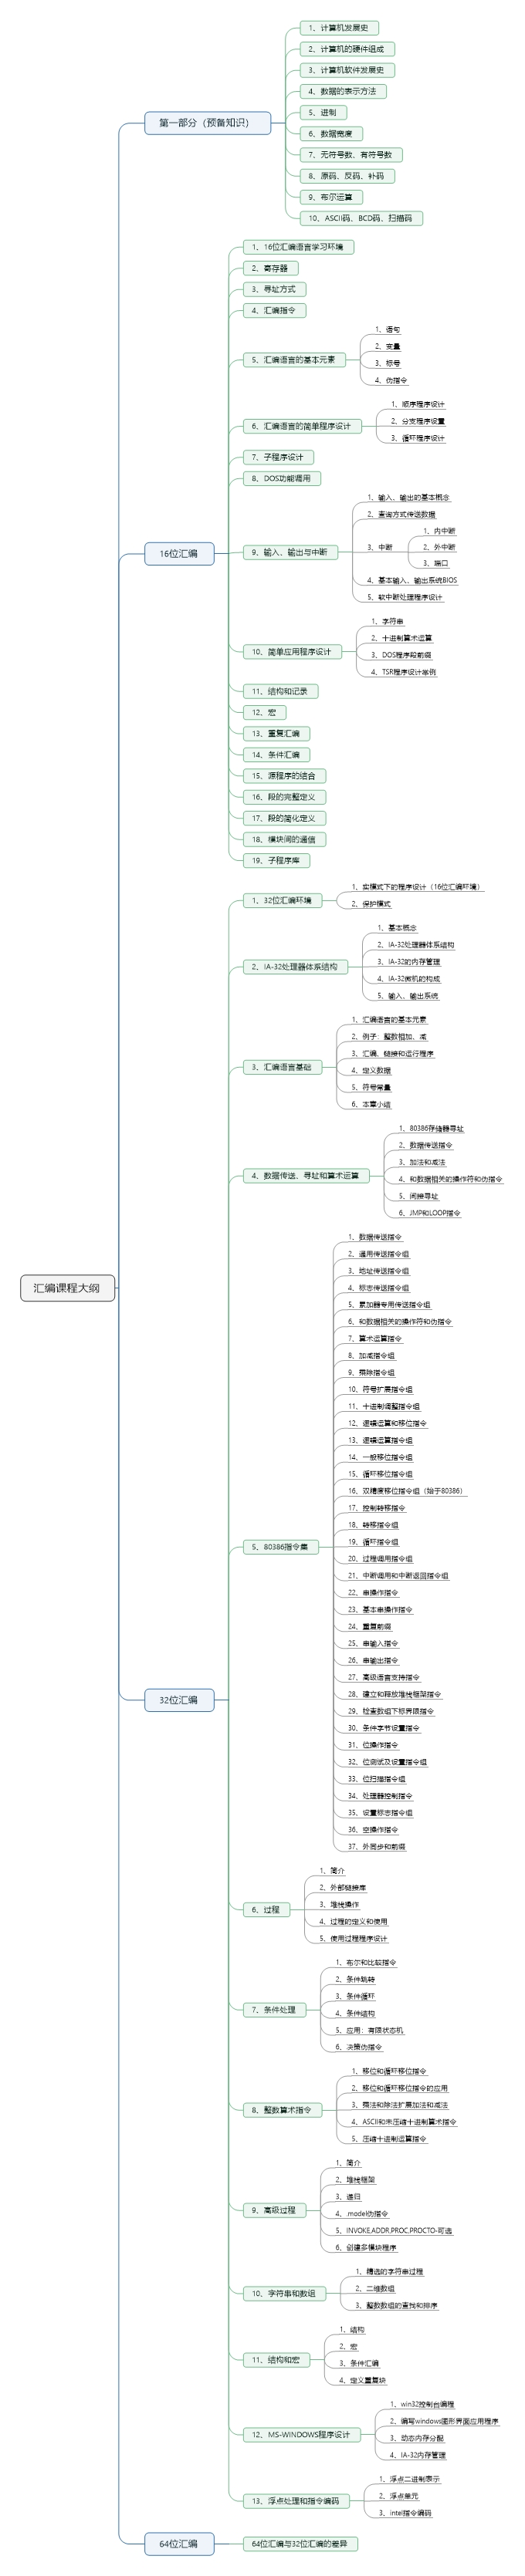 汇编课程大纲
第一部分（预备知识）
1、计算机发展史
2、计算机的硬件组成
3、计算机软件发展史
4、数据的表示方法
5、进制
6、数据宽度
7、无符号数、有符号数
8、原码、反码、补码
9、布尔运算
10、ASCII码、BCD码、扫描码
16位汇编
1、16位汇编语言学习环境
2、寄存器
3、寻址方式
4、汇编指令
5、汇编语言的基本元素
1、语句
2、变量
3、标号
4、伪指令
6、汇编语言的简单程序设计
1、顺序程序设计
2、分支程序设置
3、循环程序设计
7、子程序设计
8、DOS功能调用
9、输入、输出与中断
1、输入、输出的基本概念
2、查询方式传送数据
3、中断
1、内中断
2、外中断
3、端口
4、基本输入、输出系统BIOS
5、软中断处理程序设计
10、简单应用程序设计
1、字符串
2、十进制算术运算
3、DOS程序段前缀
4、TSR程序设计举例
11、结构和记录
12、宏
13、重复汇编
14、条件汇编
15、源程序的结合
16、段的完整定义
17、段的简化定义
18、模块间的通信
19、子程序库
32位汇编
1、32位汇编环境
1、实模式下的程序设计（16位汇编环境）
2、保护模式
2、IA-32处理器体系结构
1、基本概念
2、IA-32处理器体系结构
3、IA-32的内存管理
4、IA-32微机的构成
5、输入、输出系统
3、汇编语言基础
1、汇编语言的基本元素
2、例子：整数相加、减
3、汇编、链接和运行程序
4、定义数据
5、符号常量
6、本章小结
4、数据传送、寻址和算术运算
1、80386存储器寻址
2、数据传送指令
3、加法和减法
4、和数据相关的操作符和伪指令
5、间接寻址
6、JMP和LOOP指令
5、80386指令集
1、数据传送指令
2、通用传送指令组
3、地址传送指令组
4、标志传送指令组
5、累加器专用传送指令组
6、和数据相关的操作符和伪指令
7、算术运算指令
8、加减指令组
9、乘除指令组
10、符号扩展指令组
11、十进制调整指令组
12、逻辑运算和移位指令
13、逻辑运算指令组
14、一般移位指令组
15、循环移位指令组
16、双精度移位指令组（始于80386）
17、控制转移指令
18、转移指令组
19、循环指令组
20、过程调用指令组
21、中断调用和中断返回指令组
22、串操作指令
23、基本串操作指令
24、重复前缀
25、串输入指令
26、串输出指令
27、高级语言支持指令
28、建立和释放堆栈框架指令
29、检查数组下标界限指令
30、条件字节设置指令
31、位操作指令
32、位测试及设置指令组
33、位扫描指令组
34、处理器控制指令
35、设置标志指令组
36、空操作指令
37、外同步和前缀
6、过程
1、简介
2、外部链接库
3、堆栈操作
4、过程的定义和使用
5、使用过程程序设计
7、条件处理
1、布尔和比较指令
2、条件跳转
3、条件循环
4、条件结构
5、应用：有限状态机
6、决策伪指令
8、整数算术指令
1、移位和循环移位指令
2、移位和循环移位指令的应用
3、乘法和除法扩展加法和减法
4、ASCII和未压缩十进制算术指令
5、压缩十进制运算指令
9、高级过程
1、简介
2、堆栈框架
3、递归
4、.model伪指令
5、INVOKE,ADDR,PROC,PROCTO-可选
6、创建多模块程序
10、字符串和数组
1、精选的字符串过程
2、二维数组
3、整数数组的查找和排序
11、结构和宏
1、结构
2、宏
3、条件汇编
4、定义重复块
12、MS-WINDOWS程序设计
1、win32控制台编程
2、编写windows图形界面应用程序
3、动态内存分配
4、IA-32内存管理
13、浮点处理和指令编码
1、浮点二进制表示
2、浮点单元
3、intel指令编码
64位汇编
64位汇编与32位汇编的差异